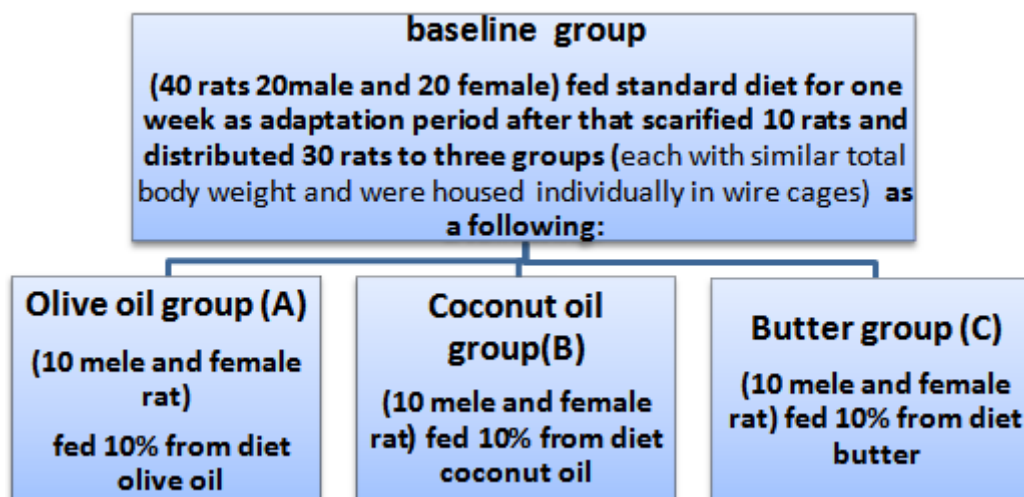 baseline group
(40 rats 20male and 20 female) fed standard diet for one
week as adaptation period after that scarified 10 rats and
distributed 30 rats to three groups (each with similar total
body weight and were housed individually in wire cages) as
a following:
Olive oil group (A)
(10 mele and female
rat)
fed 10% from diet
olive oil
Coconut oil
group(B)
(10 mele and female
rat) fed 10% from diet
coconut oil
Butter group (C)
(10 mele and female
rat) fed 10% from diet
butter